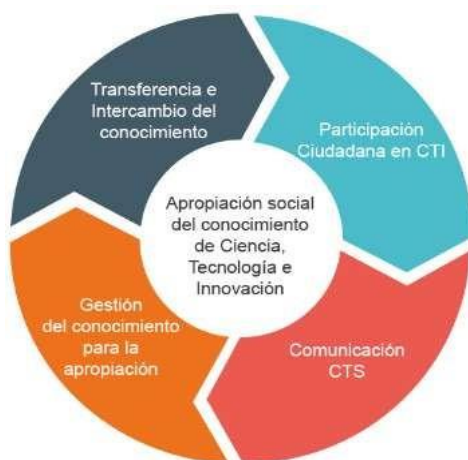 Transferencia e
Intercambio del
conocimiento
Participación
Ciudadana en CTI
Apropiación social
del conocimiento
de Ciencia,
Tecnología e
Innovación
Gestión
del conocimiento
para la
apropiación
Comunicación
CTS